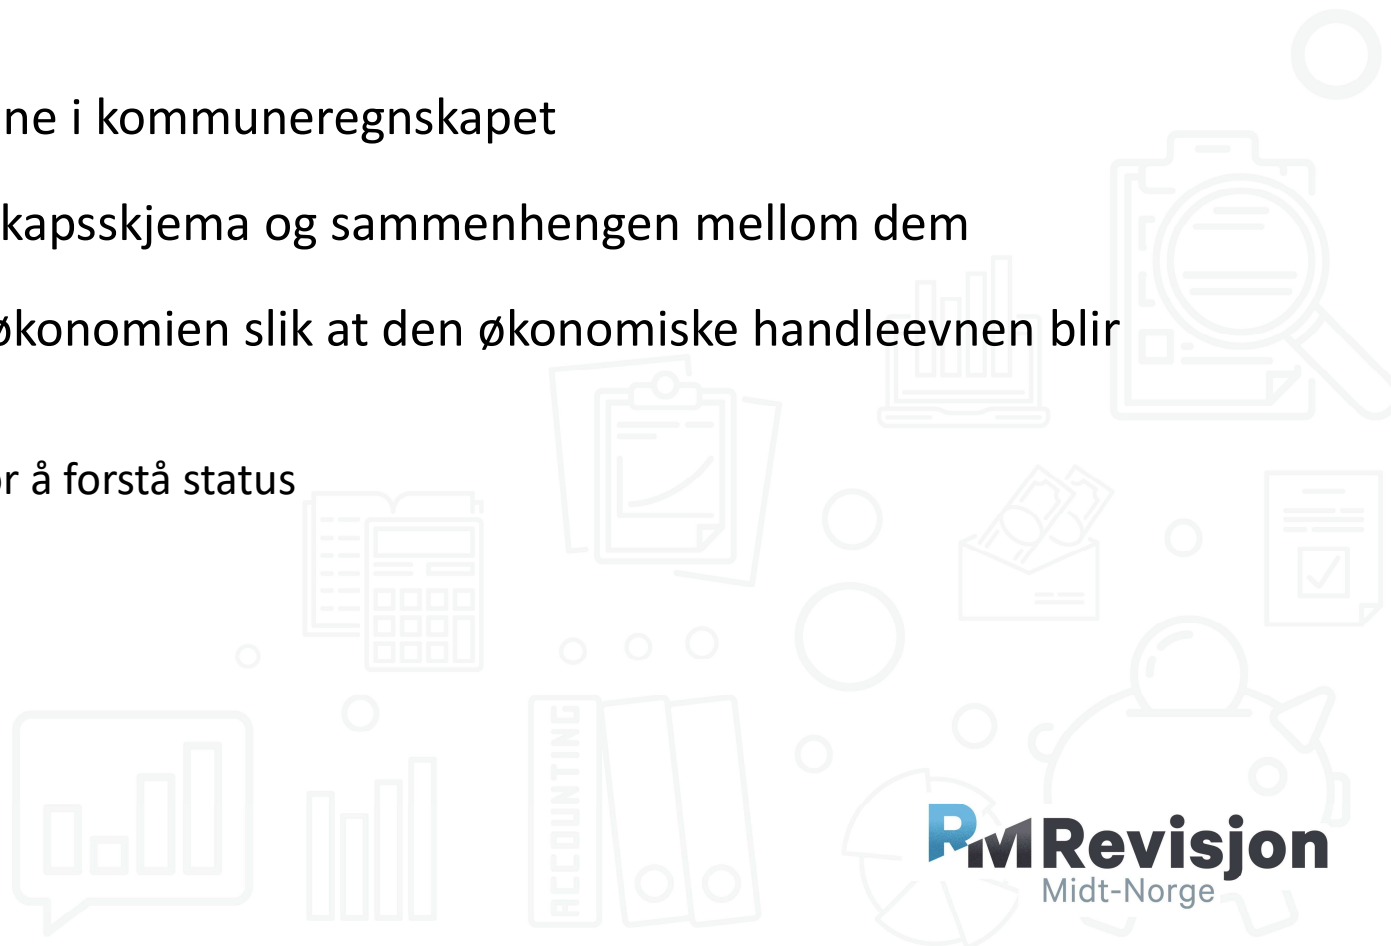 ne i kommuneregnskapet
kapsskjema og sammenhengen mellom dem
økonomien slik at den økonomiske handleevnen blir
r å forstå status
ACCOUNTING
RM Revisjon
Midt-Norge